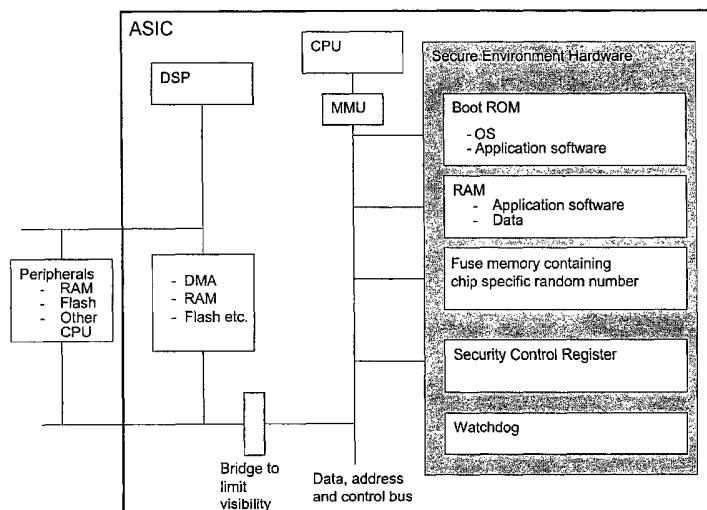 ASIC
CPU
DSP
MMU
Secure Environment Hardware
Boot ROM
- OS
- Application software
RAM
- Application software
- Data
Peripherals
- RAM
- Flash
- Other
CPU
- DMA
- RAM
- Flash etc.
Fuse memory containing
chip specific random number
Security Control Register
Watchdog
Bridge to
limit
visibility
Data, address
and control bus